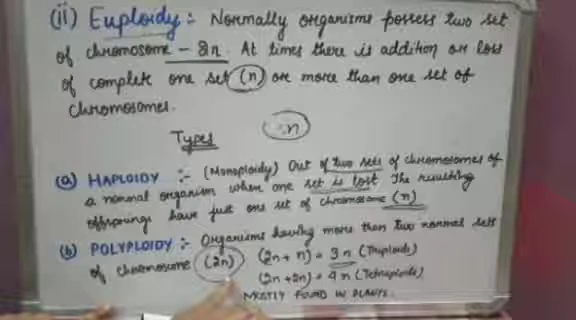 (ii) Euploidy :- Normally organisms possess two set
of chromosome - 2n. At times there is addition or loss
of complete one set (n) or more than one set of
chromosomes.
n
Types
(a) HAPLOIDY :- (Monoploidy) Out of two sets of chromosomes of
a normal organism when one set is lost The resulting
offsprings have just one set of chromosome (n)
(b) POLYPLOIDY :- Organisms having more than two normal sets
of chromosome (2n) (2n + n) = 3n (Triploids)
(2n + 2n) = 4n (Tetraploids)
MOSTLY FOUND IN PLANTS.